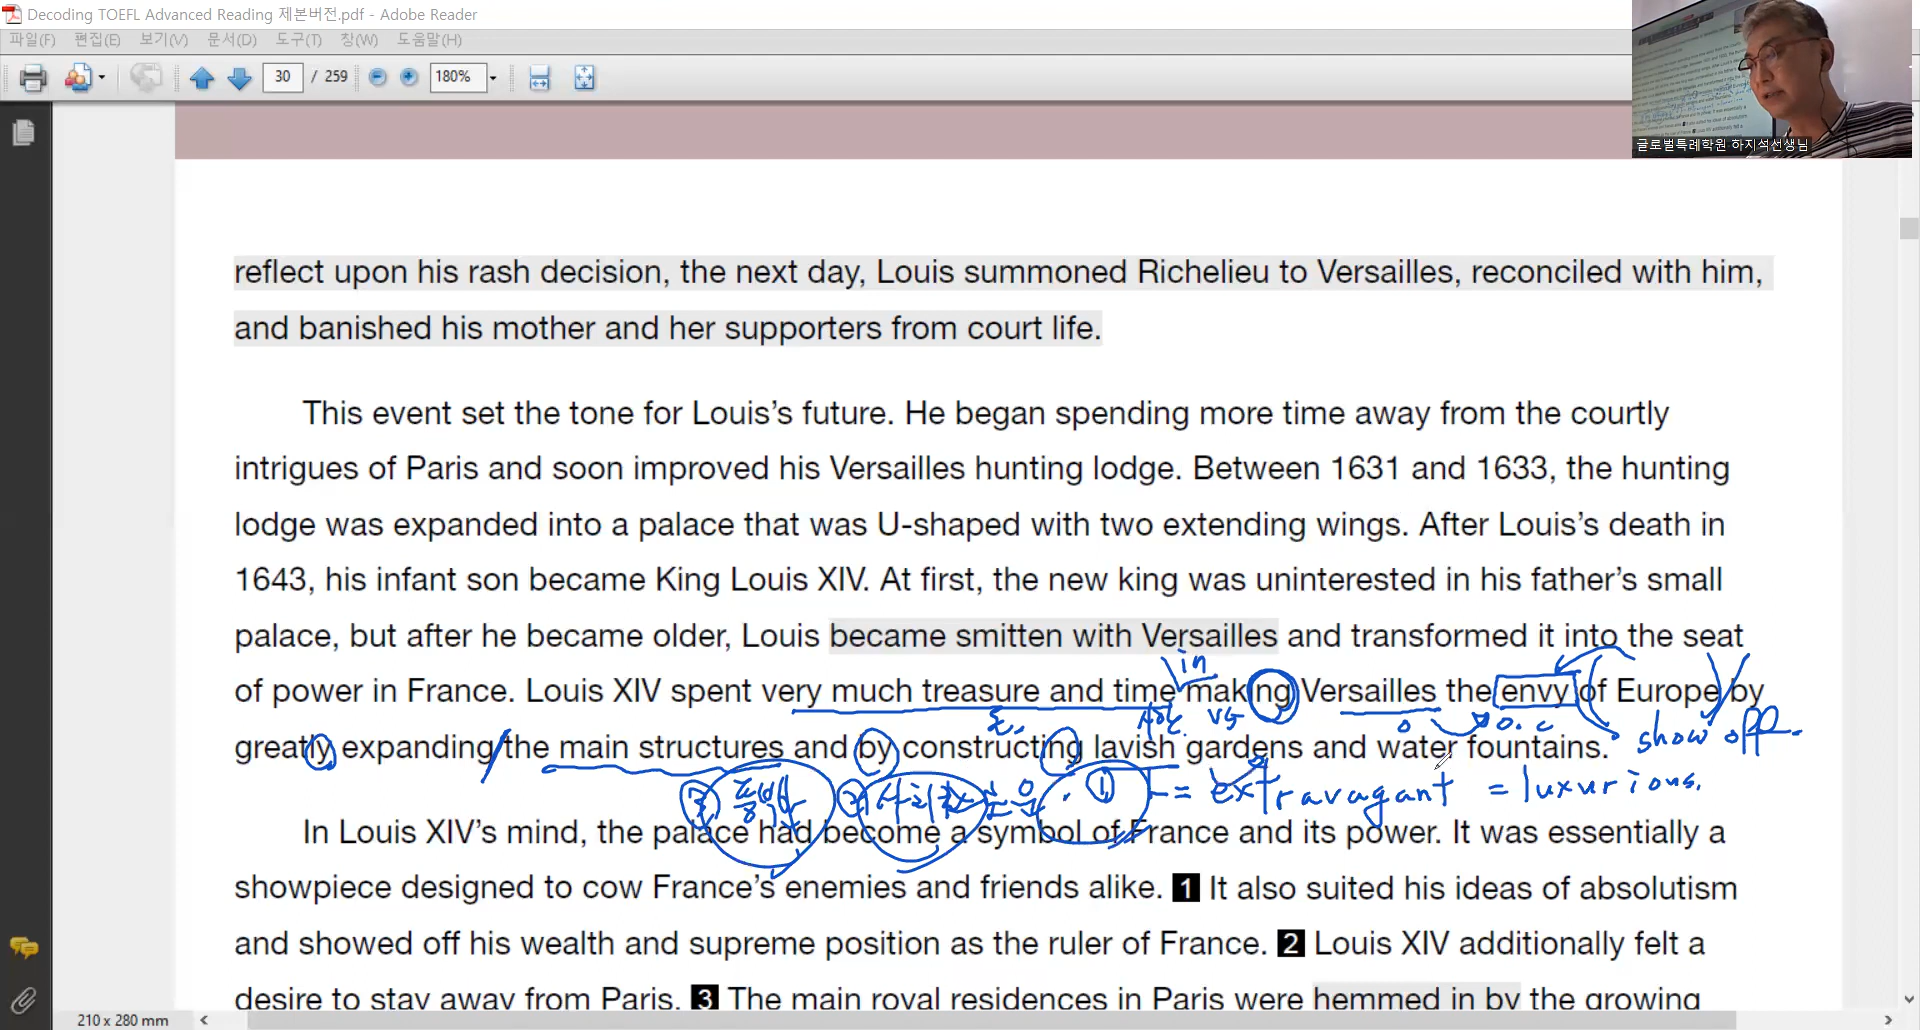 Decoding TOEFL Advanced Reading 제본버전.pdf - Adobe Reader
파일(F) 편집(E) 보기(V) 문서(D) 도구(T) 창(W) 도움말(H)
30 / 259 180%
글로벌특례학원 하지석선생님
reflect upon his rash decision, the next day, Louis summoned Richelieu to Versailles, reconciled with him,
and banished his mother and her supporters from court life.
This event set the tone for Louis's future. He began spending more time away from the courtly
intrigues of Paris and soon improved his Versailles hunting lodge. Between 1631 and 1633, the hunting
lodge was expanded into a palace that was U-shaped with two extending wings. After Louis's death in
1643, his infant son became King Louis XIV. At first, the new king was uninterested in his father's small
palace, but after he became older, Louis became smitten with Versailles and transformed it into the seat
in
of power in France. Louis XIV spent very much treasure and time making Versailles the envy of Europe by
o o.c show off.
greatly expanding the main structures and by constructing lavish gardens and water fountains.
③ ② ① = extravagant = luxurious.
In Louis XIV's mind, the palace had become a symbol of France and its power. It was essentially a
showpiece designed to cow France's enemies and friends alike. 1 It also suited his ideas of absolutism
and showed off his wealth and supreme position as the ruler of France. 2 Louis XIV additionally felt a
desire to stay away from Paris. 3 The main royal residences in Paris were hemmed in by the growing
210 x 280 mm